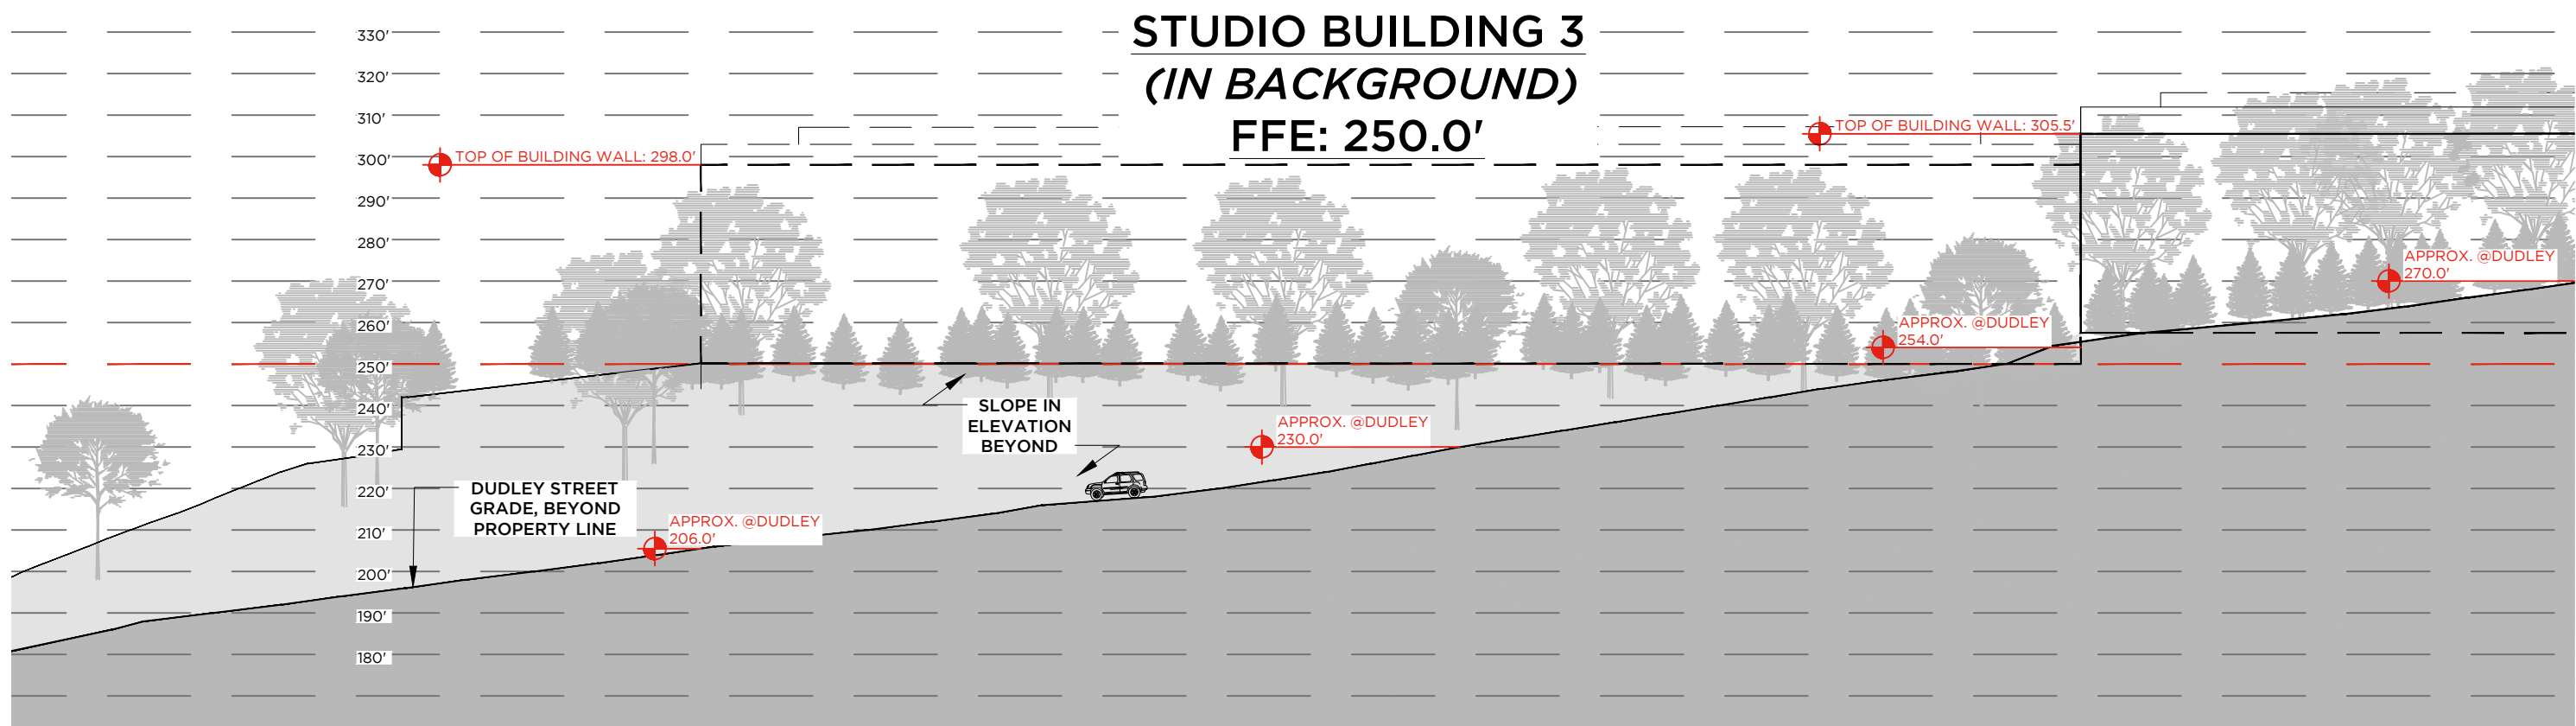 STUDIO BUILDING 3
(IN BACKGROUND)
FFE: 250.0'
330'
320'
310'
300'
290'
280'
270'
260'
250'
240'
230'
220'
210'
200'
190'
180'
TOP OF BUILDING WALL: 298.0'
TOP OF BUILDING WALL: 305.5'
APPROX. @DUDLEY
270.0'
APPROX. @DUDLEY
254.0'
SLOPE IN
ELEVATION
BEYOND
APPROX. @DUDLEY
230.0'
DUDLEY STREET
GRADE, BEYOND
PROPERTY LINE
APPROX. @DUDLEY
206.0'